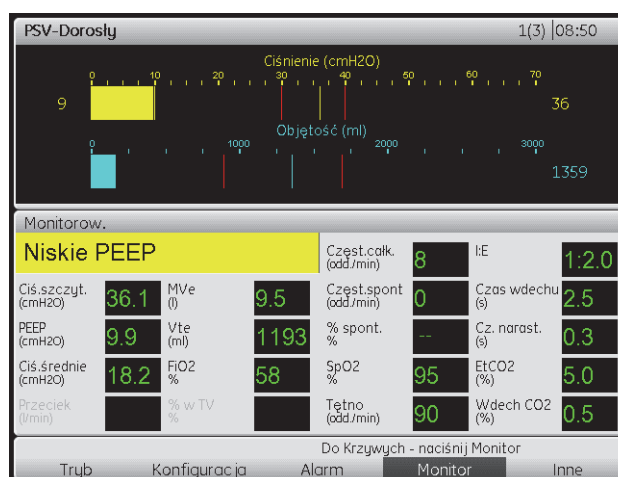 PSV-Dorosły 1(3) |08:50
Ciśnienie (cmH2O)
0 10 20 30 40 50 60 70
9 36
Objętość (ml)
0 1000 2000 3000
1359
Monitorow.
Niskie PEEP
Częst.całk. (odd./min) 8 I:E 1:2.0
Ciś.szczyt. (cmH2O) 36.1 MVe (l) 9.5 Częst.spont (odd./min) 0 Czas wdechu (s) 2.5
PEEP (cmH2O) 9.9 Vte (ml) 1193 % spont. % -- Cz. narast. (s) 0.3
Ciś.średnie (cmH2O) 18.2 FiO2 % 58 SpO2 % 95 EtCO2 (%) 5.0
Przeciek (l/min) % w TV % Tętno (odd./min) 90 Wdech CO2 (%) 0.5
Do Krzywych - naciśnij Monitor
Tryb Konfiguracja Alarm Monitor Inne